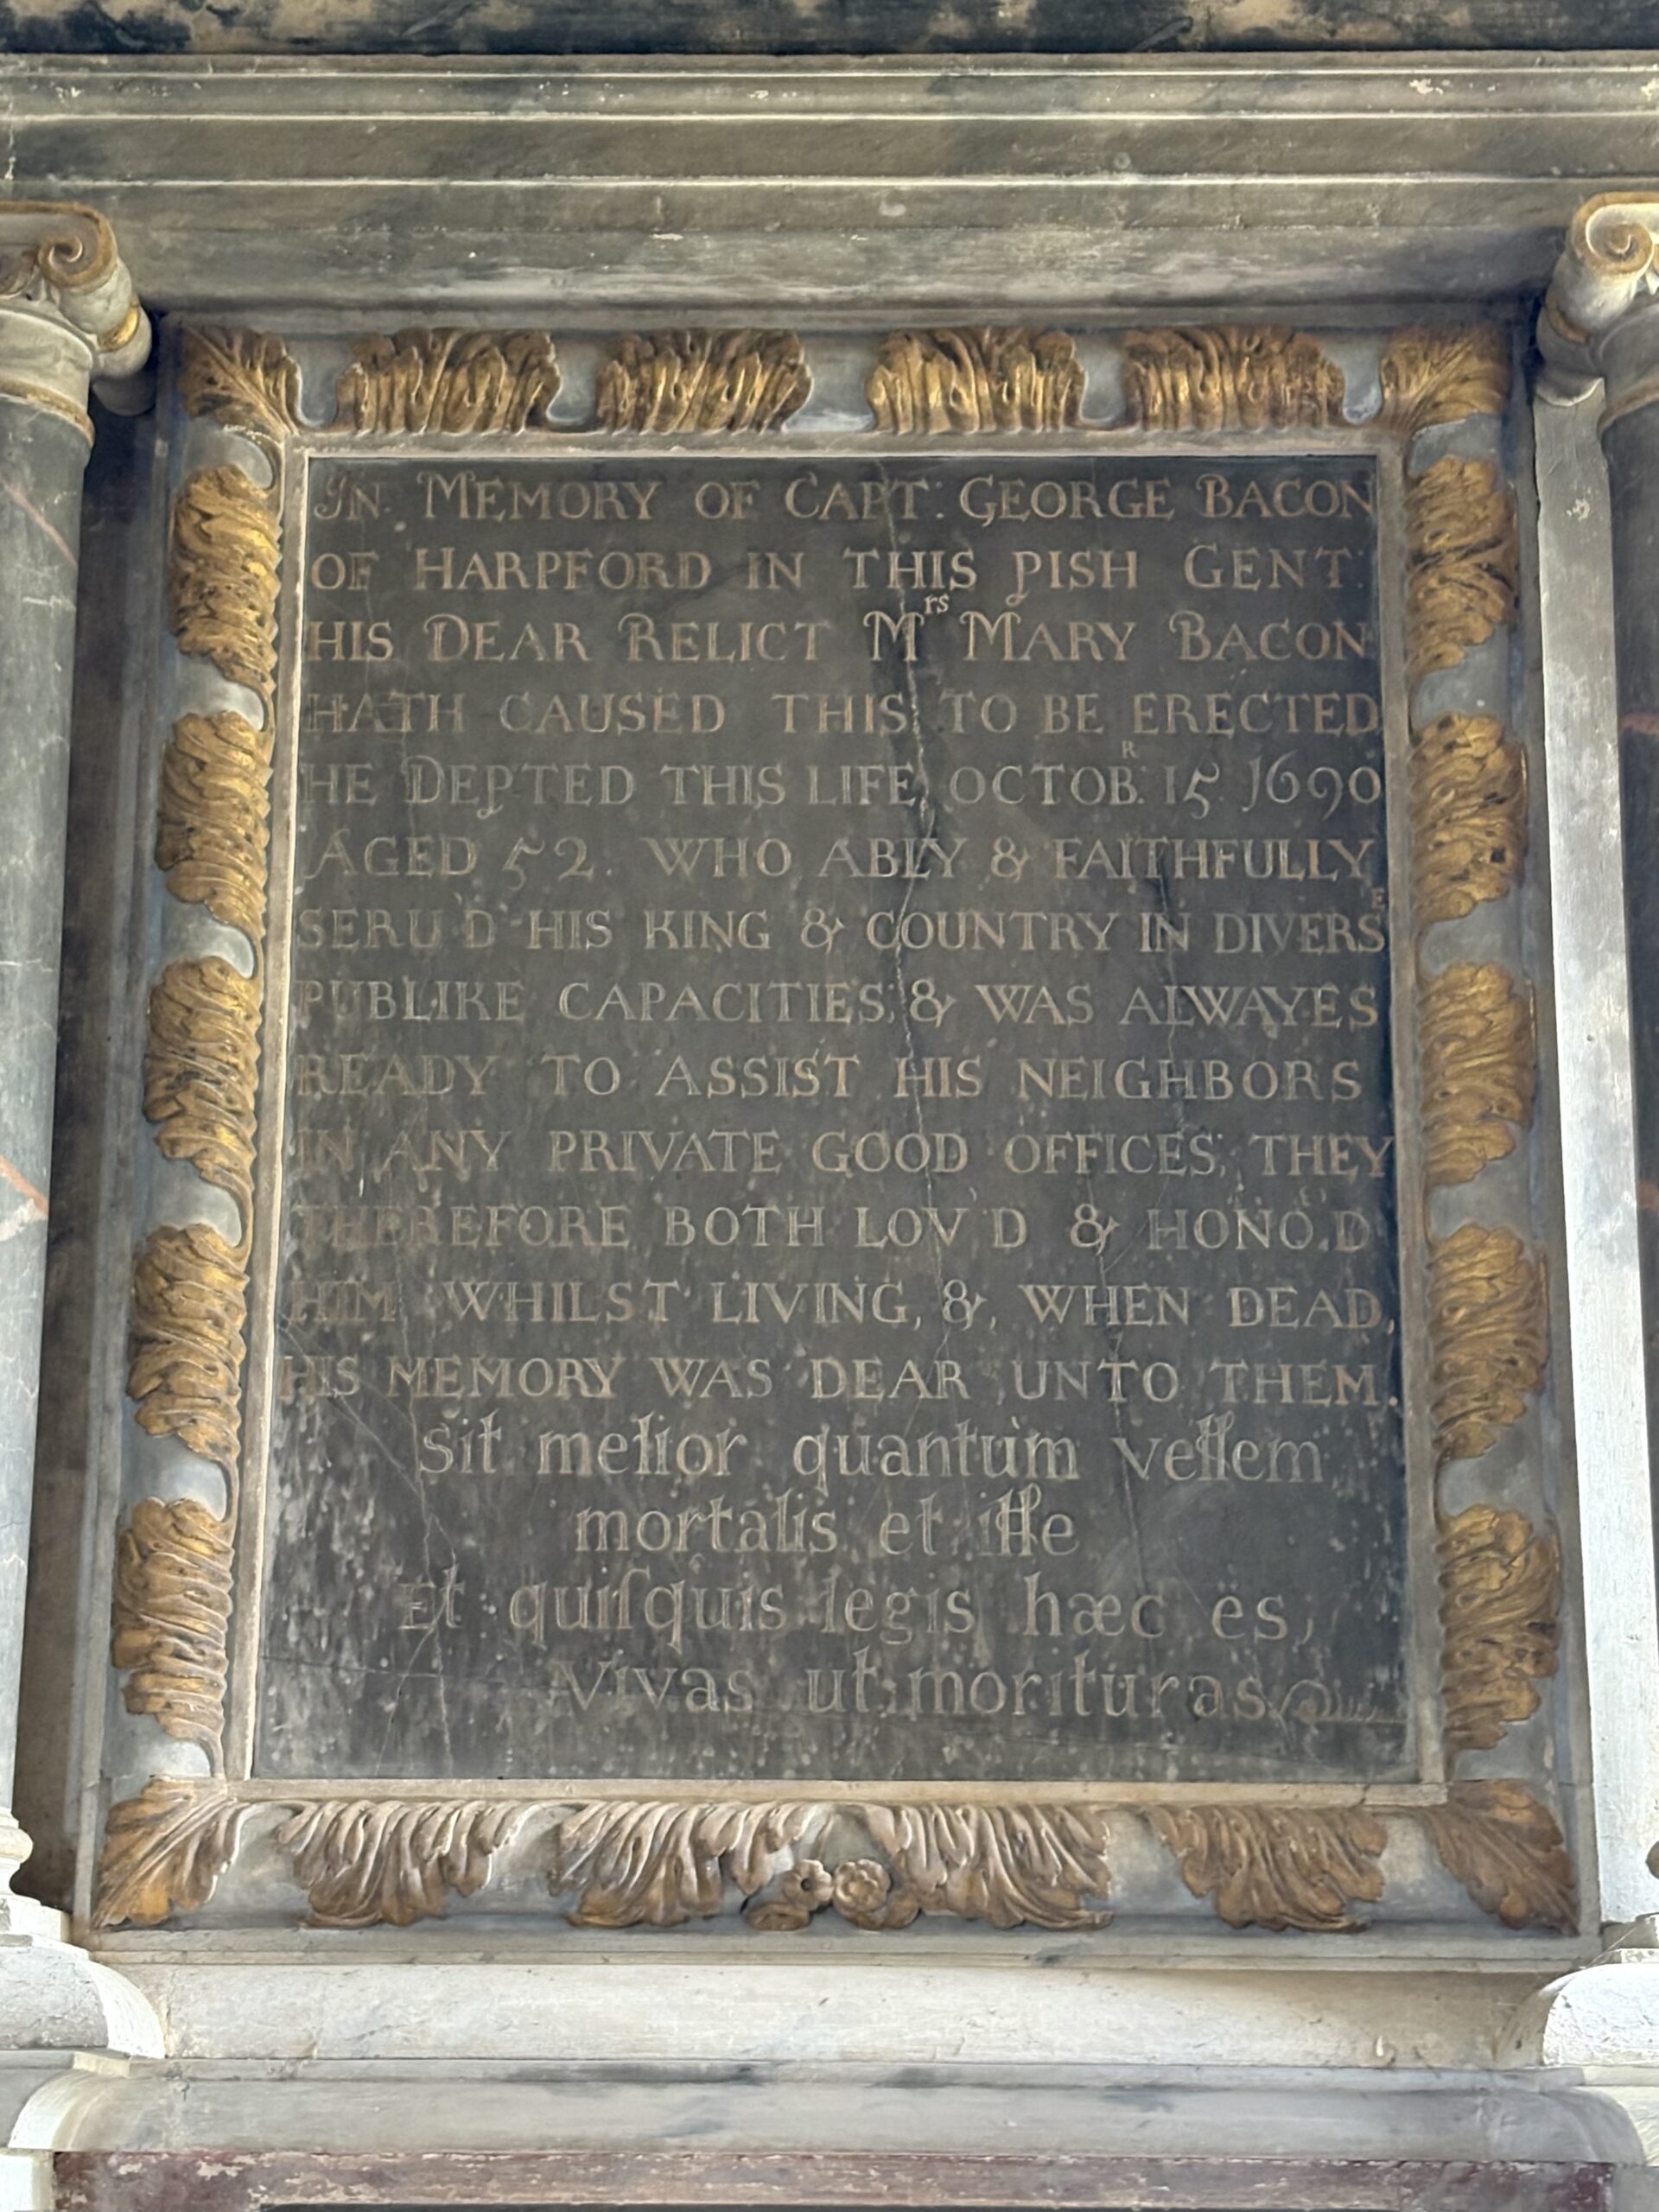 IN MEMORY OF CAPT: GEORGE BACON
OF HARPFORD IN THIS PISH GENT:
HIS DEAR RELICT Mrs MARY BACON
HATH CAUSED THIS TO BE ERECTED
HE DEPTED THIS LIFE, OCTOBR: 15. 1690
AGED 52. WHO ABLY & FAITHFULLY
SERU'D HIS KING & COUNTRY IN DIVERSE
PUBLIKE CAPACITIES; & WAS ALWAYES
READY TO ASSIST HIS NEIGHBORS
IN ANY PRIVATE GOOD OFFICES; THEY
THEREFORE BOTH LOV'D & HONO'D
HIM WHILST LIVING, &, WHEN DEAD,
HIS MEMORY WAS DEAR UNTO THEM.
Sit melior quantum vellem
mortalis et ille
Et quiſquis legis hæc es,
Vivas ut morituras